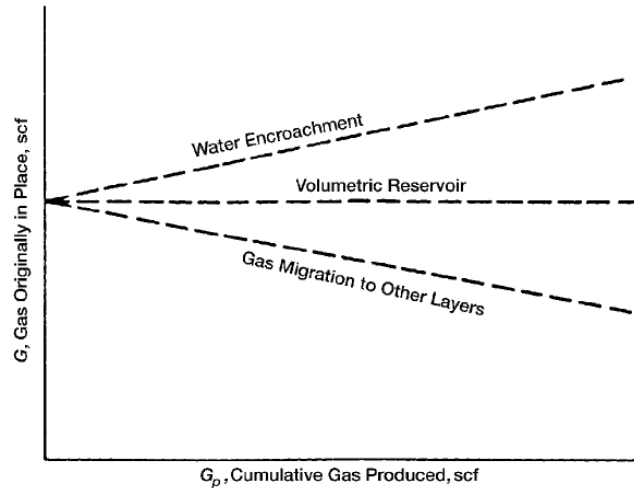 Water Encroachment
Volumetric Reservoir
Gas Migration to Other Layers
G, Gas Originally in Place, scf
Gp, Cumulative Gas Produced, scf